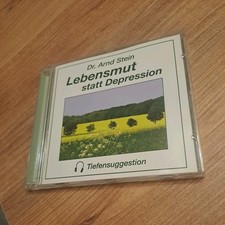 Dr. Arnd Stein
Lebensmut
statt Depression
Tiefensuggestion